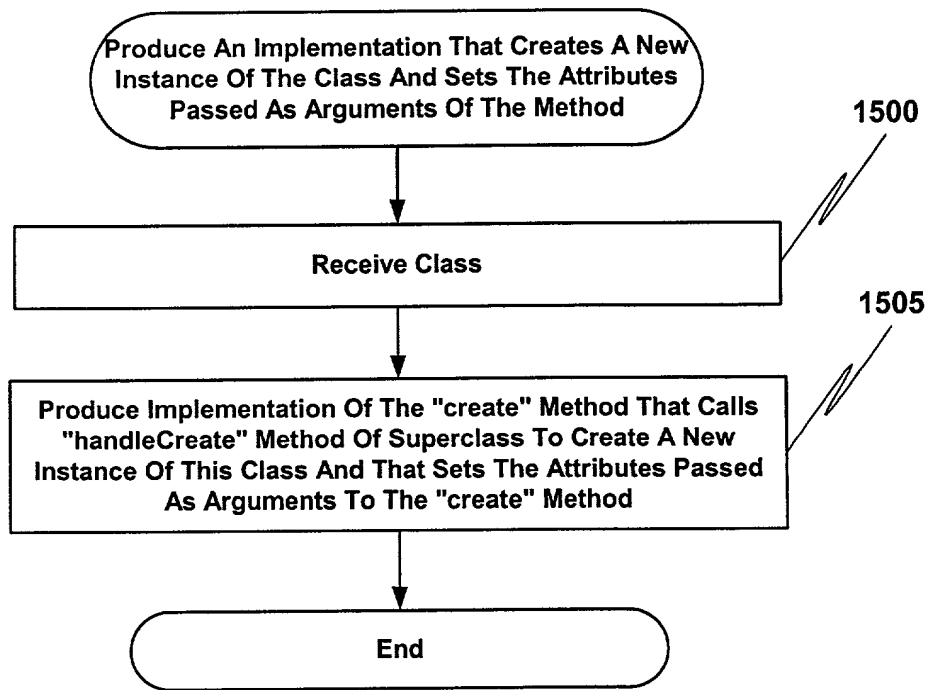 Produce An Implementation That Creates A New
Instance Of The Class And Sets The Attributes
Passed As Arguments Of The Method
1500
Receive Class
1505
Produce Implementation Of The "create" Method That Calls
"handleCreate" Method Of Superclass To Create A New
Instance Of This Class And That Sets The Attributes Passed
As Arguments To The "create" Method
End